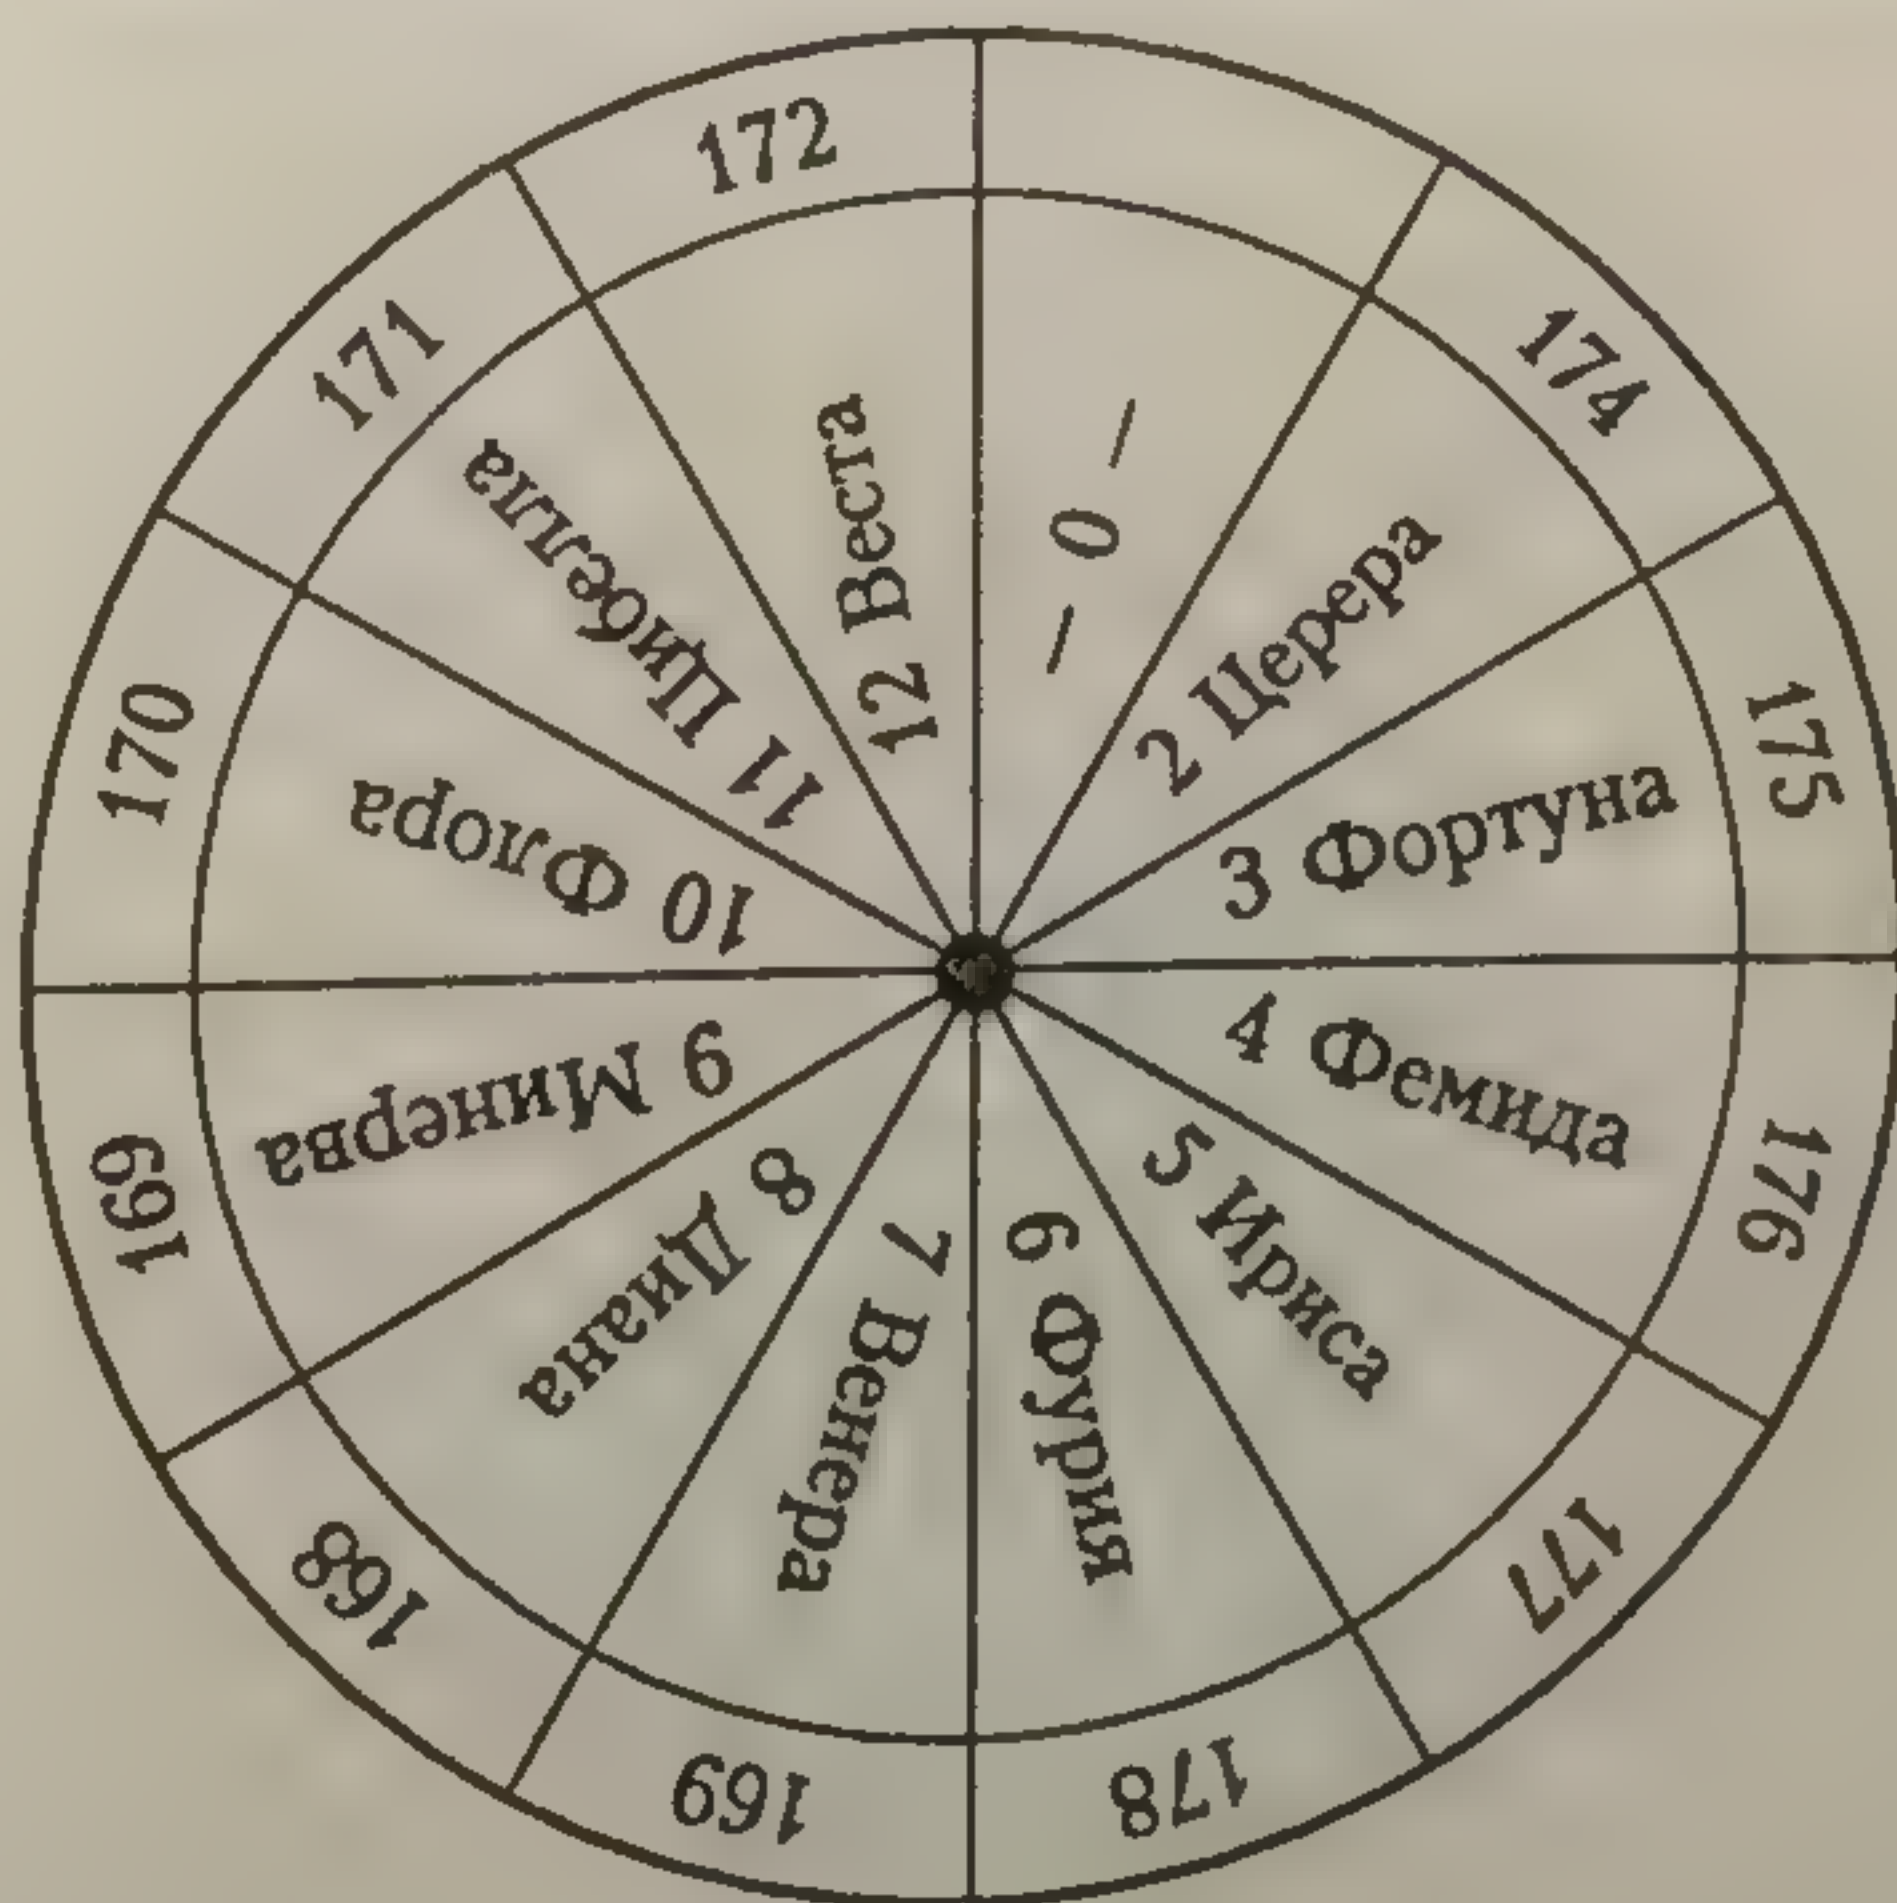 172
174
175
176
177
178
169
168
169
170
171
– 0 –
2 Церера
3 Фортуна
4 Фемида
5 Ириса
6 Фурия
7 Венера
8 Диана
9 Минерва
10 Флора
11 Цибелла
12 Веста